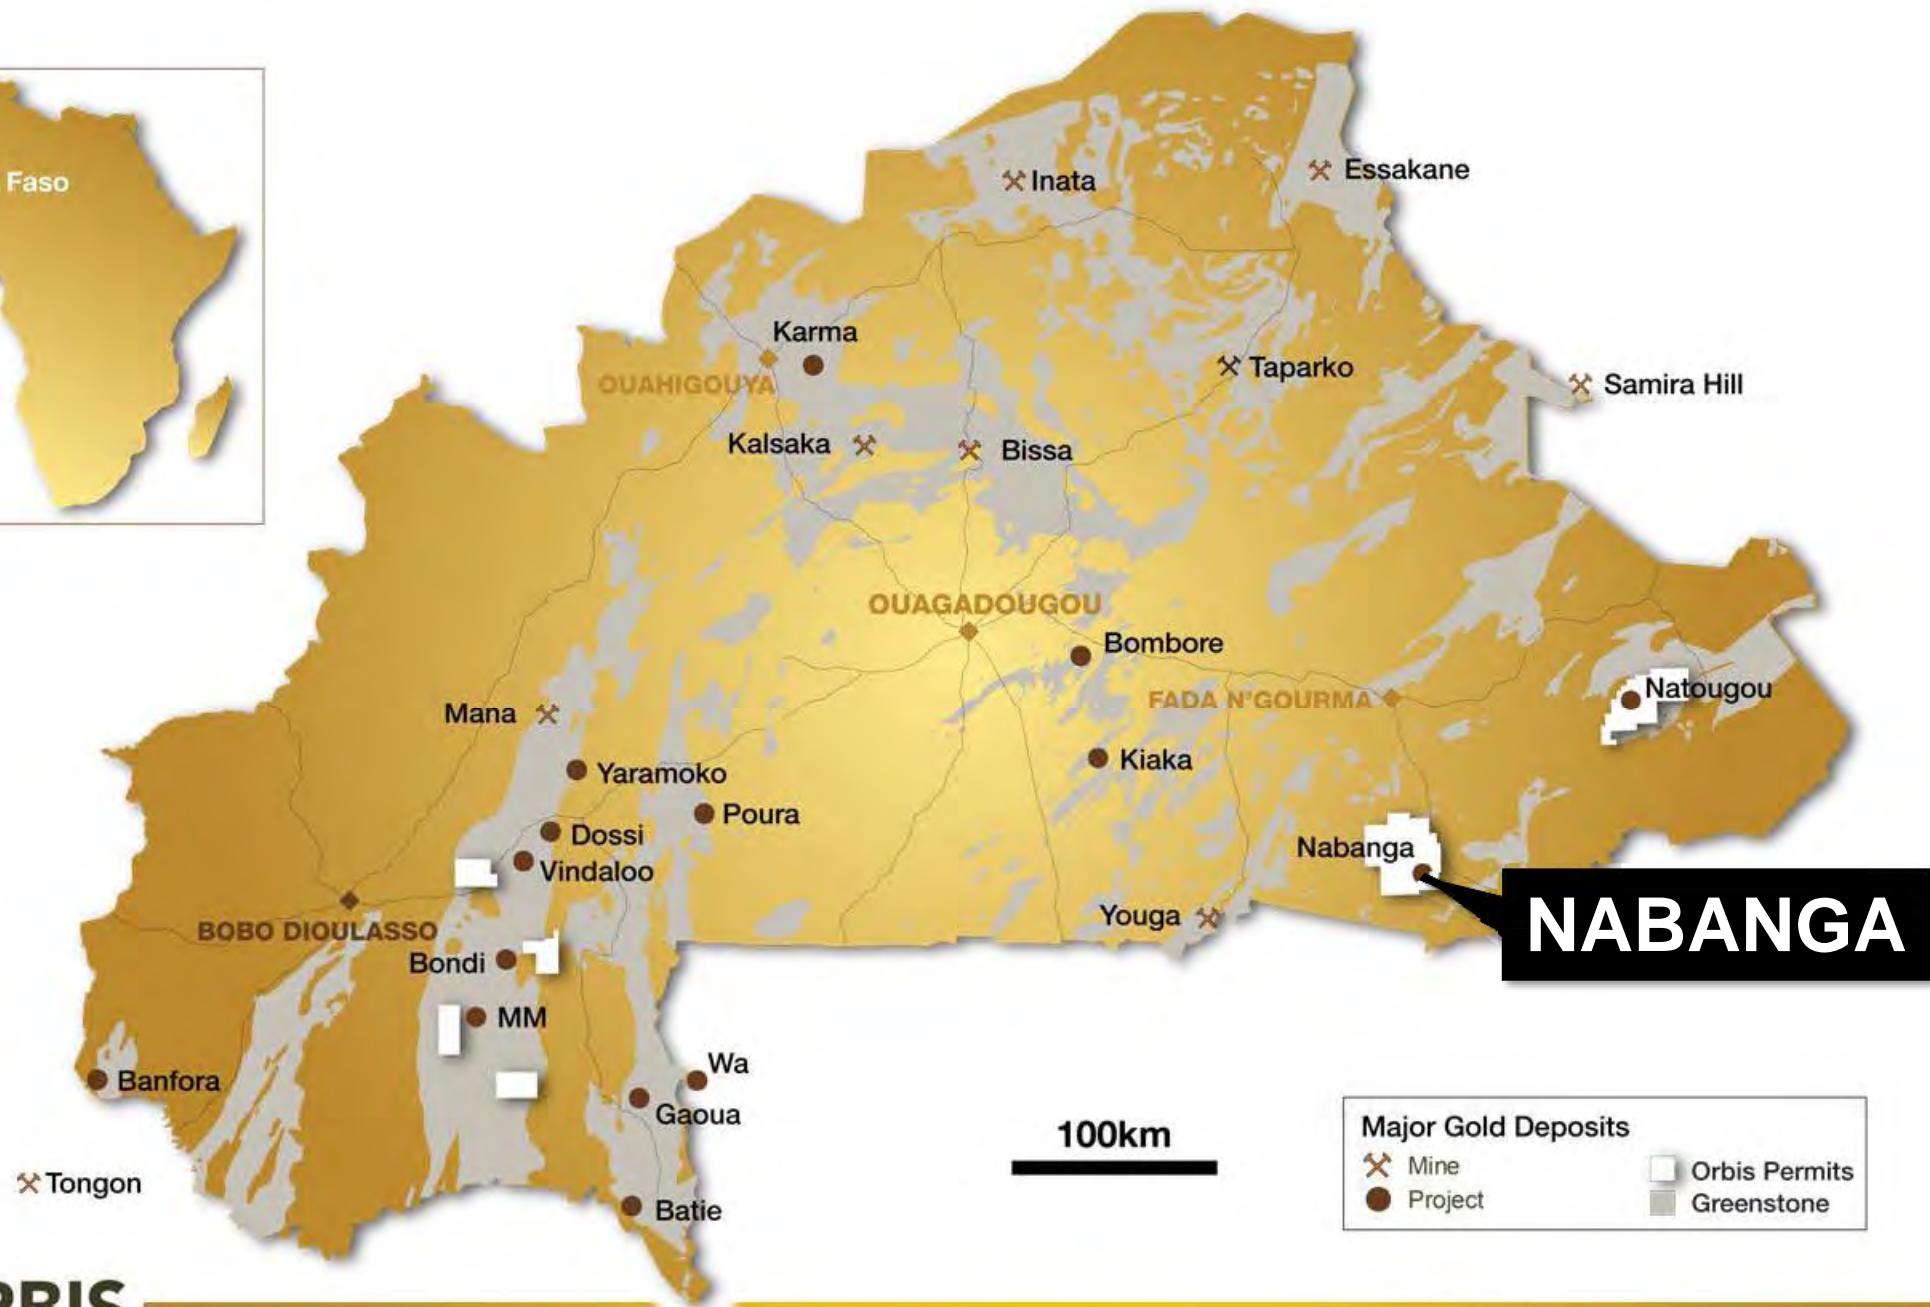 Faso
Inata
Essakane
Karma
OUAHIGOUYA
Taparko
Samira Hill
Kalsaka
Bissa
OUAGADOUGOU
Bombore
FADA N'GOURMA
Natougou
Mana
Yaramoko
Kiaka
Poura
Dossi
Vindaloo
Nabanga
NABANGA
Youga
BOBO DIOULASSO
Bondi
MM
Wa
Banfora
Gaoua
Tongon
Batie
100km
Major Gold Deposits
Mine
Project
Orbis Permits
Greenstone